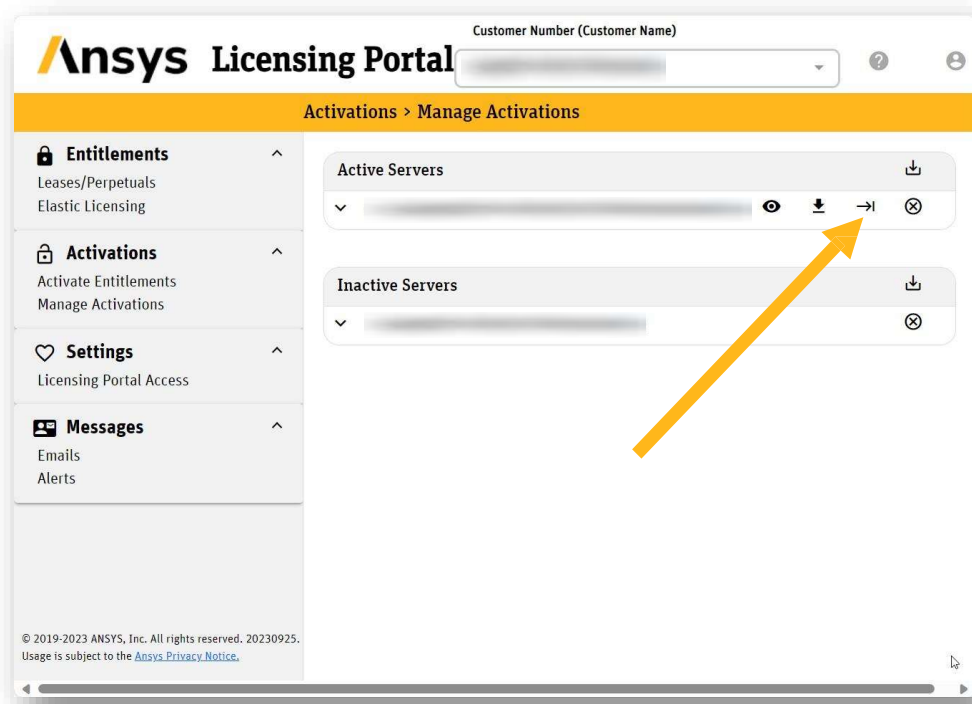 Customer Number (Customer Name)
Ansys Licensing Portal
Activations > Manage Activations
Entitlements
Leases/Perpetuals
Elastic Licensing
Activations
Activate Entitlements
Manage Activations
Settings
Licensing Portal Access
Messages
Emails
Alerts
Active Servers
Inactive Servers
© 2019-2023 ANSYS, Inc. All rights reserved. 20230925.
Usage is subject to the Ansys Privacy Notice.